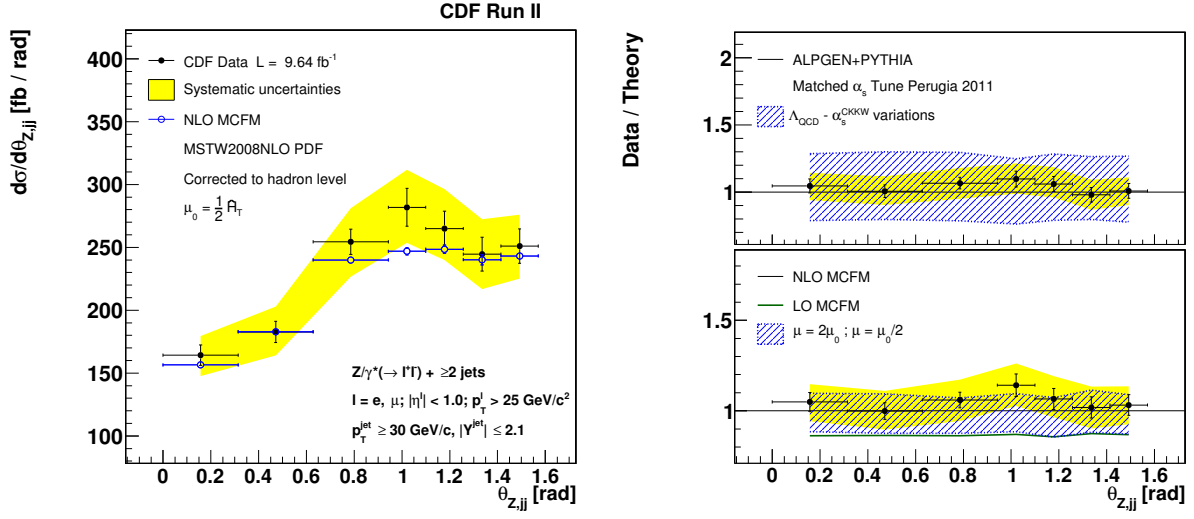 CDF Run II
dσ/dθ_Z,jj [fb / rad]
400
350
300
250
200
150
100
CDF Data L = 9.64 fb⁻¹
Systematic uncertainties
NLO MCFM
MSTW2008NLO PDF
Corrected to hadron level
μ₀ = 1/2 Ĥ_T
Z/γ*(→ l⁺l⁻) + ≥2 jets
l = e, μ; |η^l| < 1.0; p_T^l > 25 GeV/c²
p_T^jet ≥ 30 GeV/c, |Y^jet| ≤ 2.1
0 0.2 0.4 0.6 0.8 1 1.2 1.4 1.6
θ_Z,jj [rad]
Data / Theory
2
1.5
1
ALPGEN+PYTHIA
Matched α_s Tune Perugia 2011
Λ_QCD - α_s^CKKW variations
1.5
1
NLO MCFM
LO MCFM
μ = 2μ₀ ; μ = μ₀/2
0 0.2 0.4 0.6 0.8 1 1.2 1.4 1.6
θ_Z,jj [rad]